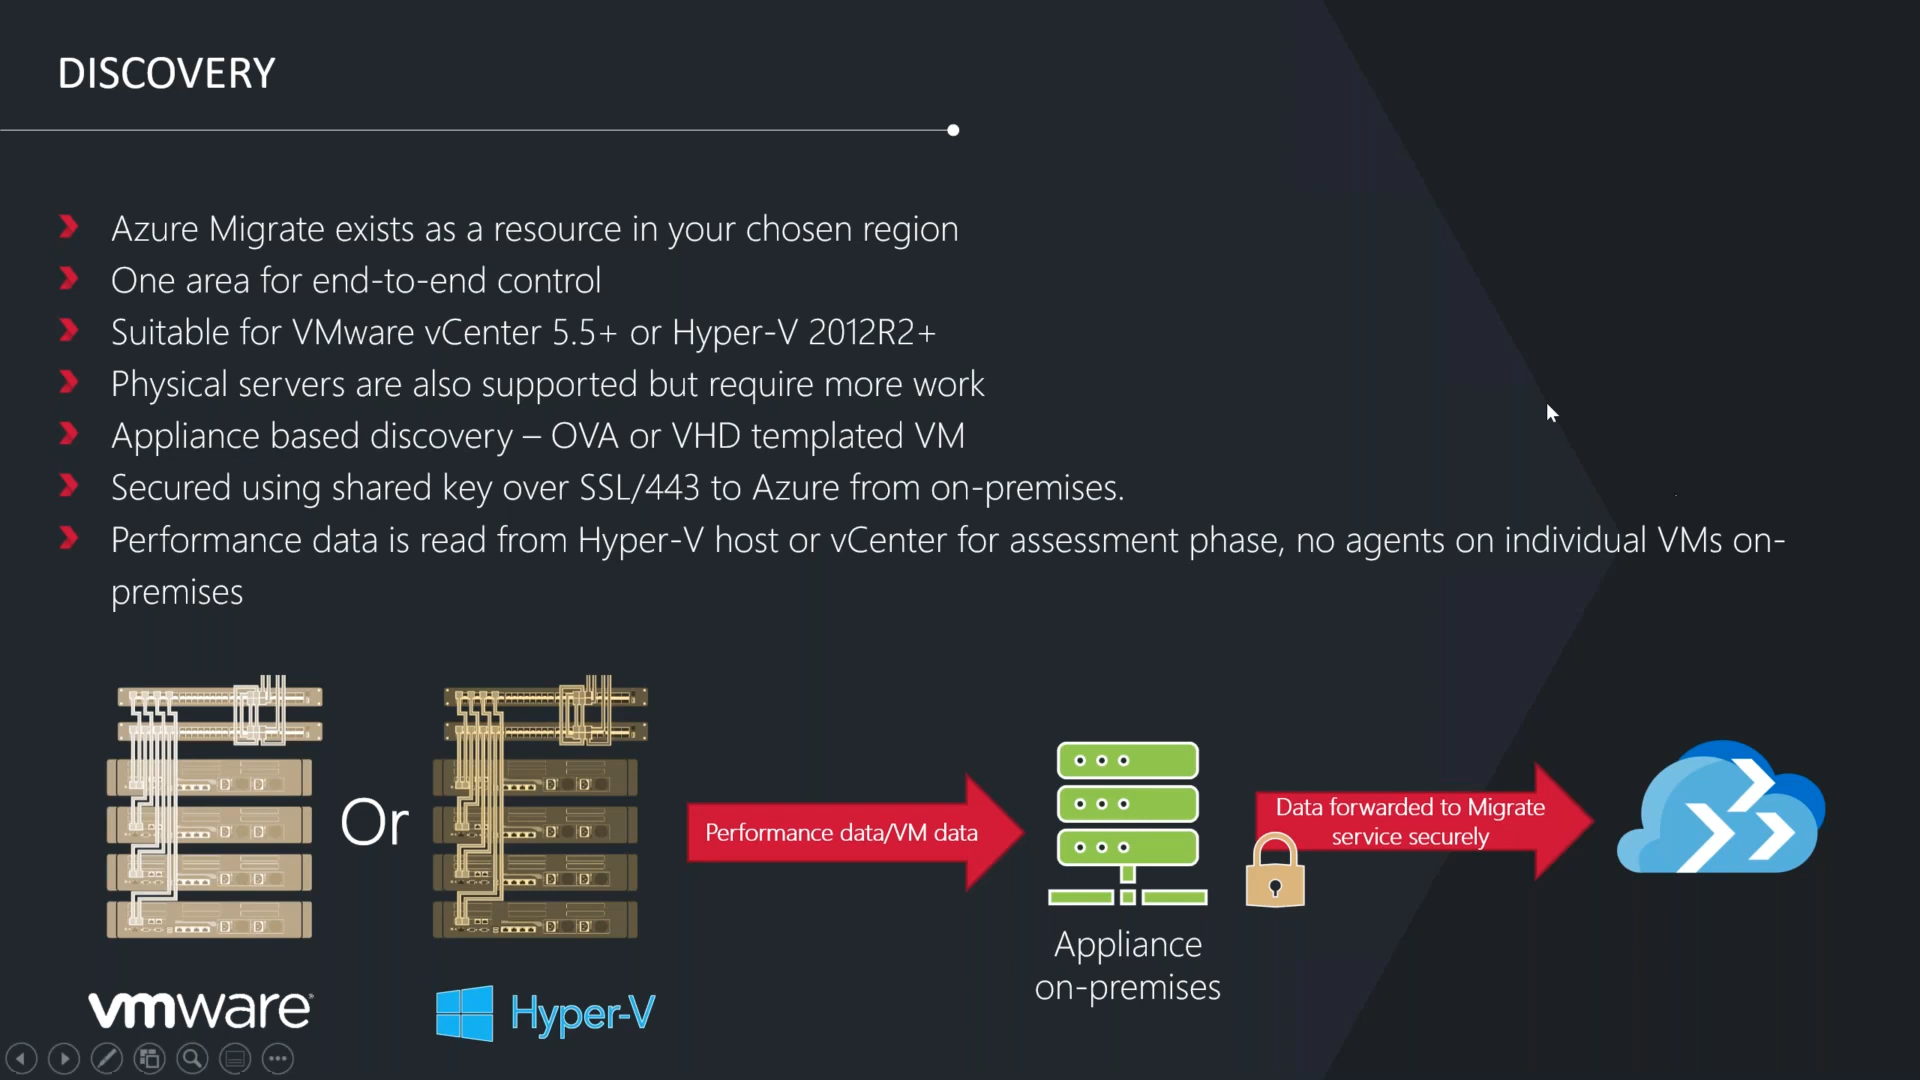 DISCOVERY
Azure Migrate exists as a resource in your chosen region
One area for end-to-end control
Suitable for VMware vCenter 5.5+ or Hyper-V 2012R2+
Physical servers are also supported but require more work
Appliance based discovery – OVA or VHD templated VM
Secured using shared key over SSL/443 to Azure from on-premises.
Performance data is read from Hyper-V host or vCenter for assessment phase, no agents on individual VMs on-
premises
Or
Performance data/VM data
Data forwarded to Migrate
service securely
Appliance
on-premises
vmware
Hyper-V